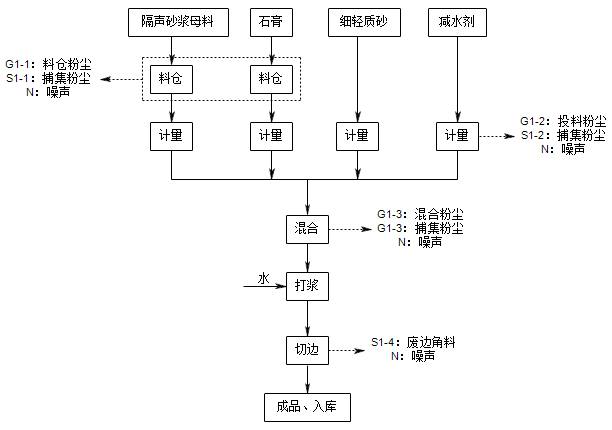 隔声砂浆母料
石膏
细轻质砂
减水剂
G1-1：料仓粉尘
S1-1：捕集粉尘
N：噪声
料仓
料仓
计量
计量
计量
计量
G1-2：投料粉尘
S1-2：捕集粉尘
N：噪声
混合
G1-3：混合粉尘
G1-3：捕集粉尘
N：噪声
水
打浆
切边
S1-4：废边角料
N：噪声
成品、入库